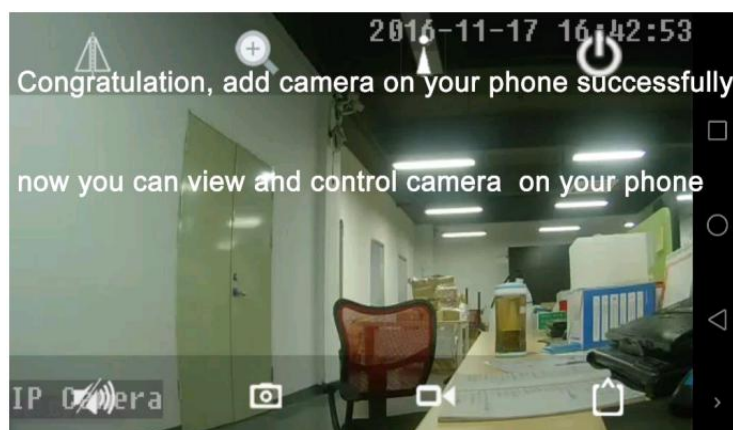 2016-11-17 16:42:53
Congratulation, add camera on your phone successfully
now you can view and control camera  on your phone
IP Camera